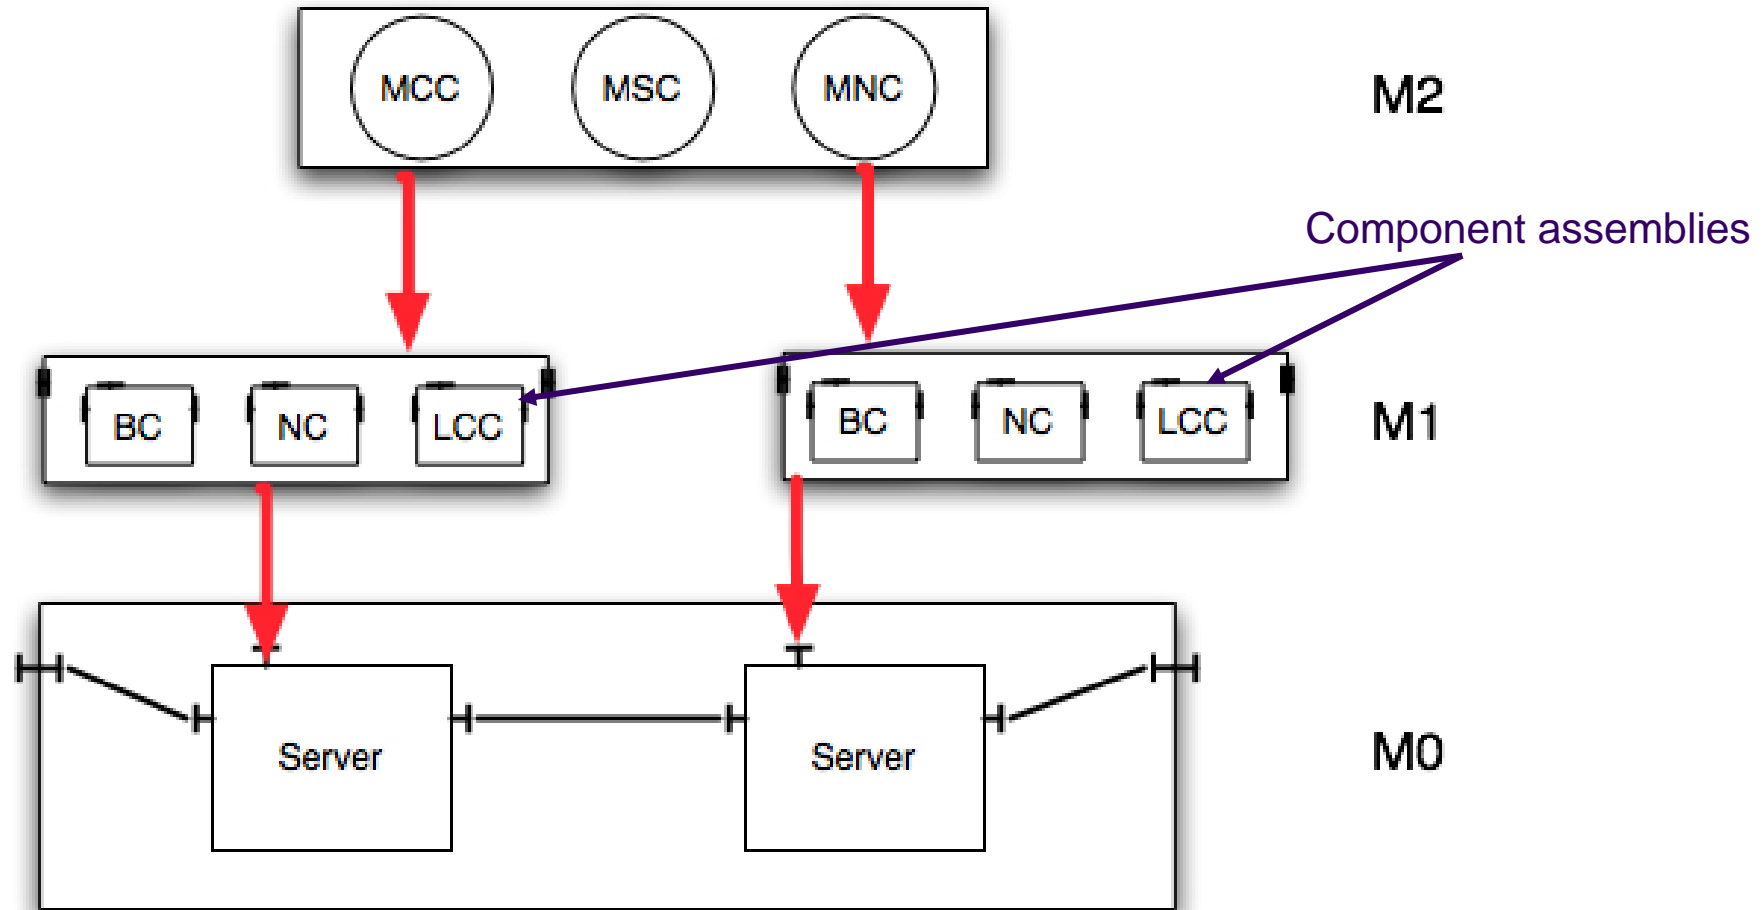 MCC MSC MNC M2
Component assemblies
BC NC LCC BC NC LCC M1
Server Server M0